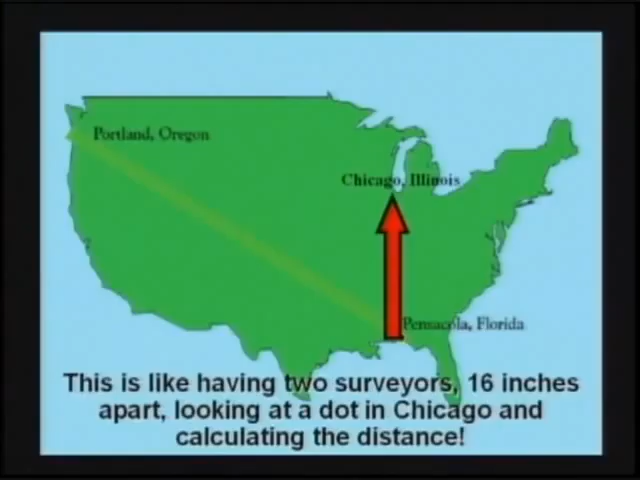 Portland, Oregon
Chicago, Illinois
Pensacola, Florida
This is like having two surveyors, 16 inches
apart, looking at a dot in Chicago and
calculating the distance!